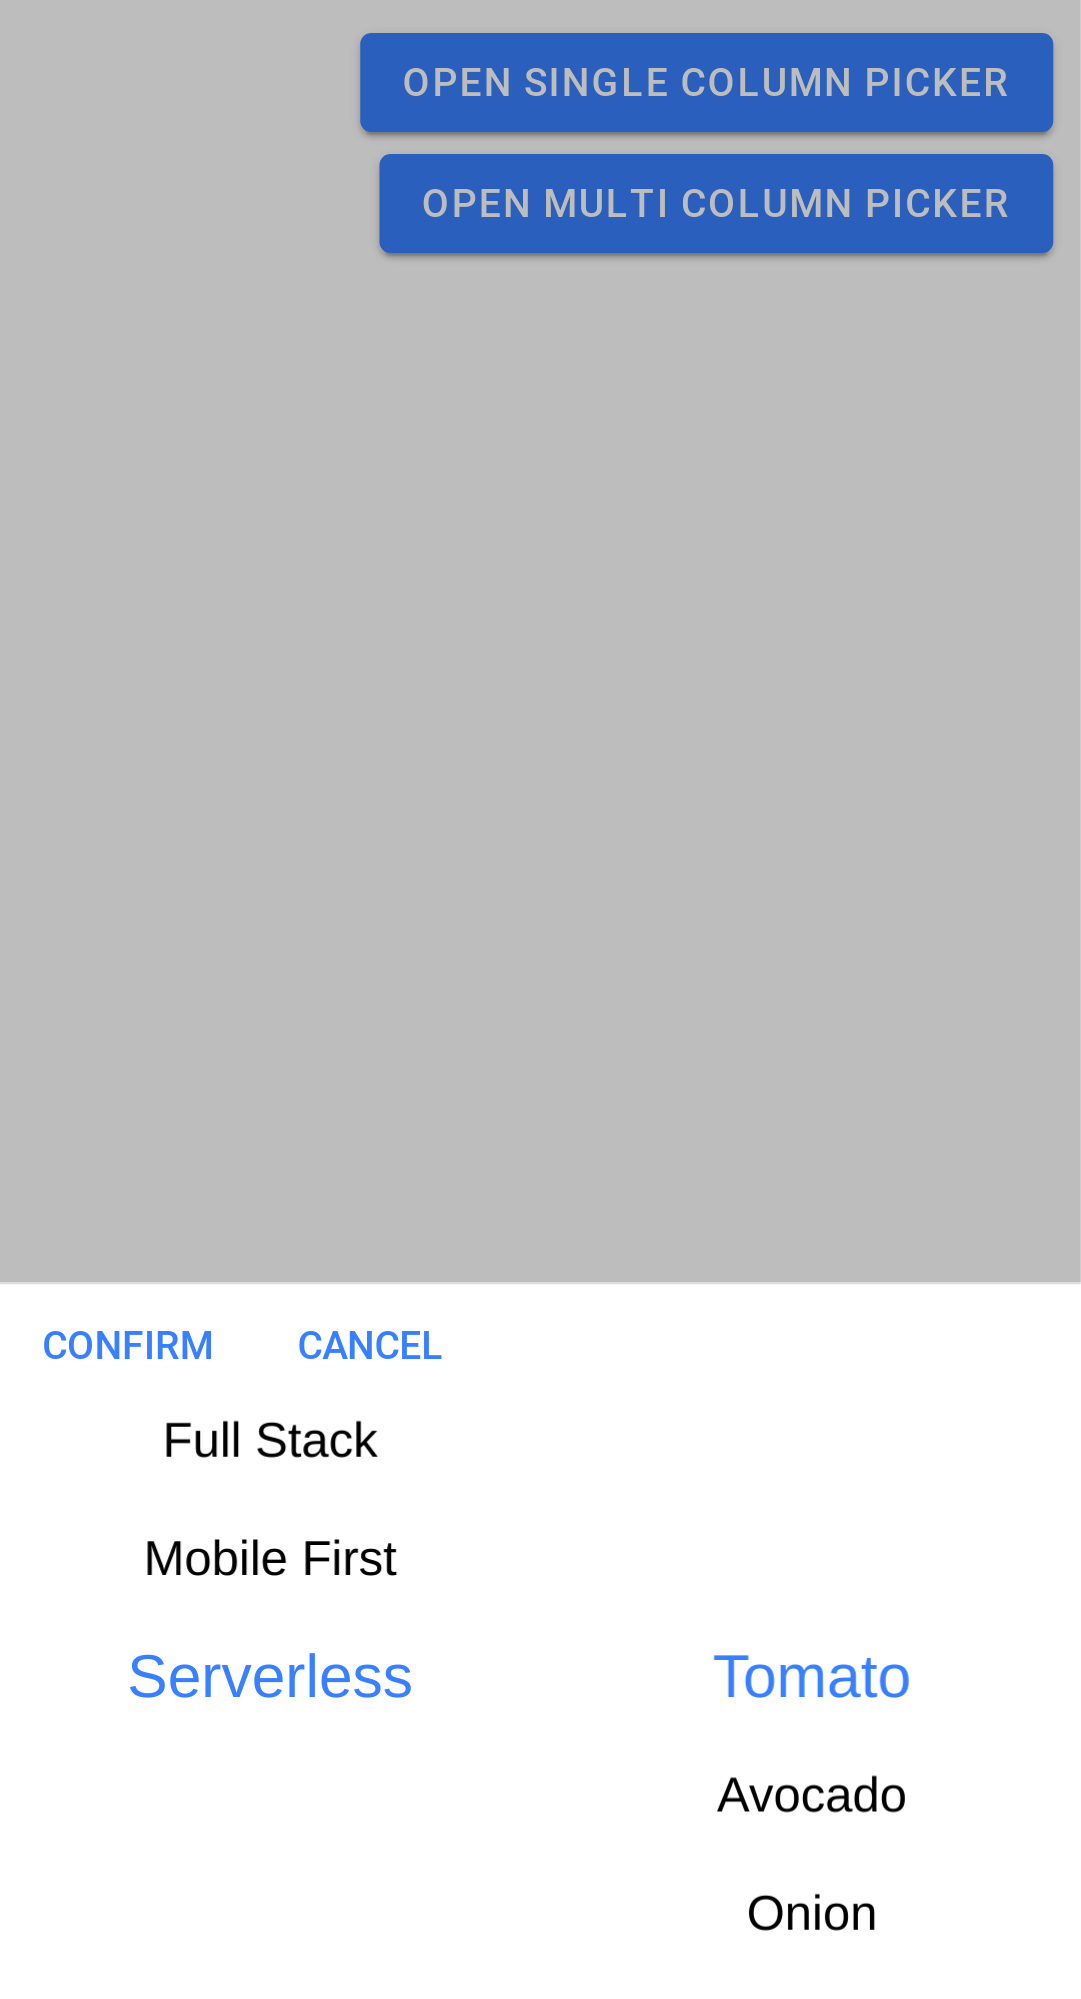 OPEN SINGLE COLUMN PICKER
OPEN MULTI COLUMN PICKER
CONFIRM CANCEL
Full Stack
Mobile First
Serverless Tomato
Avocado
Onion